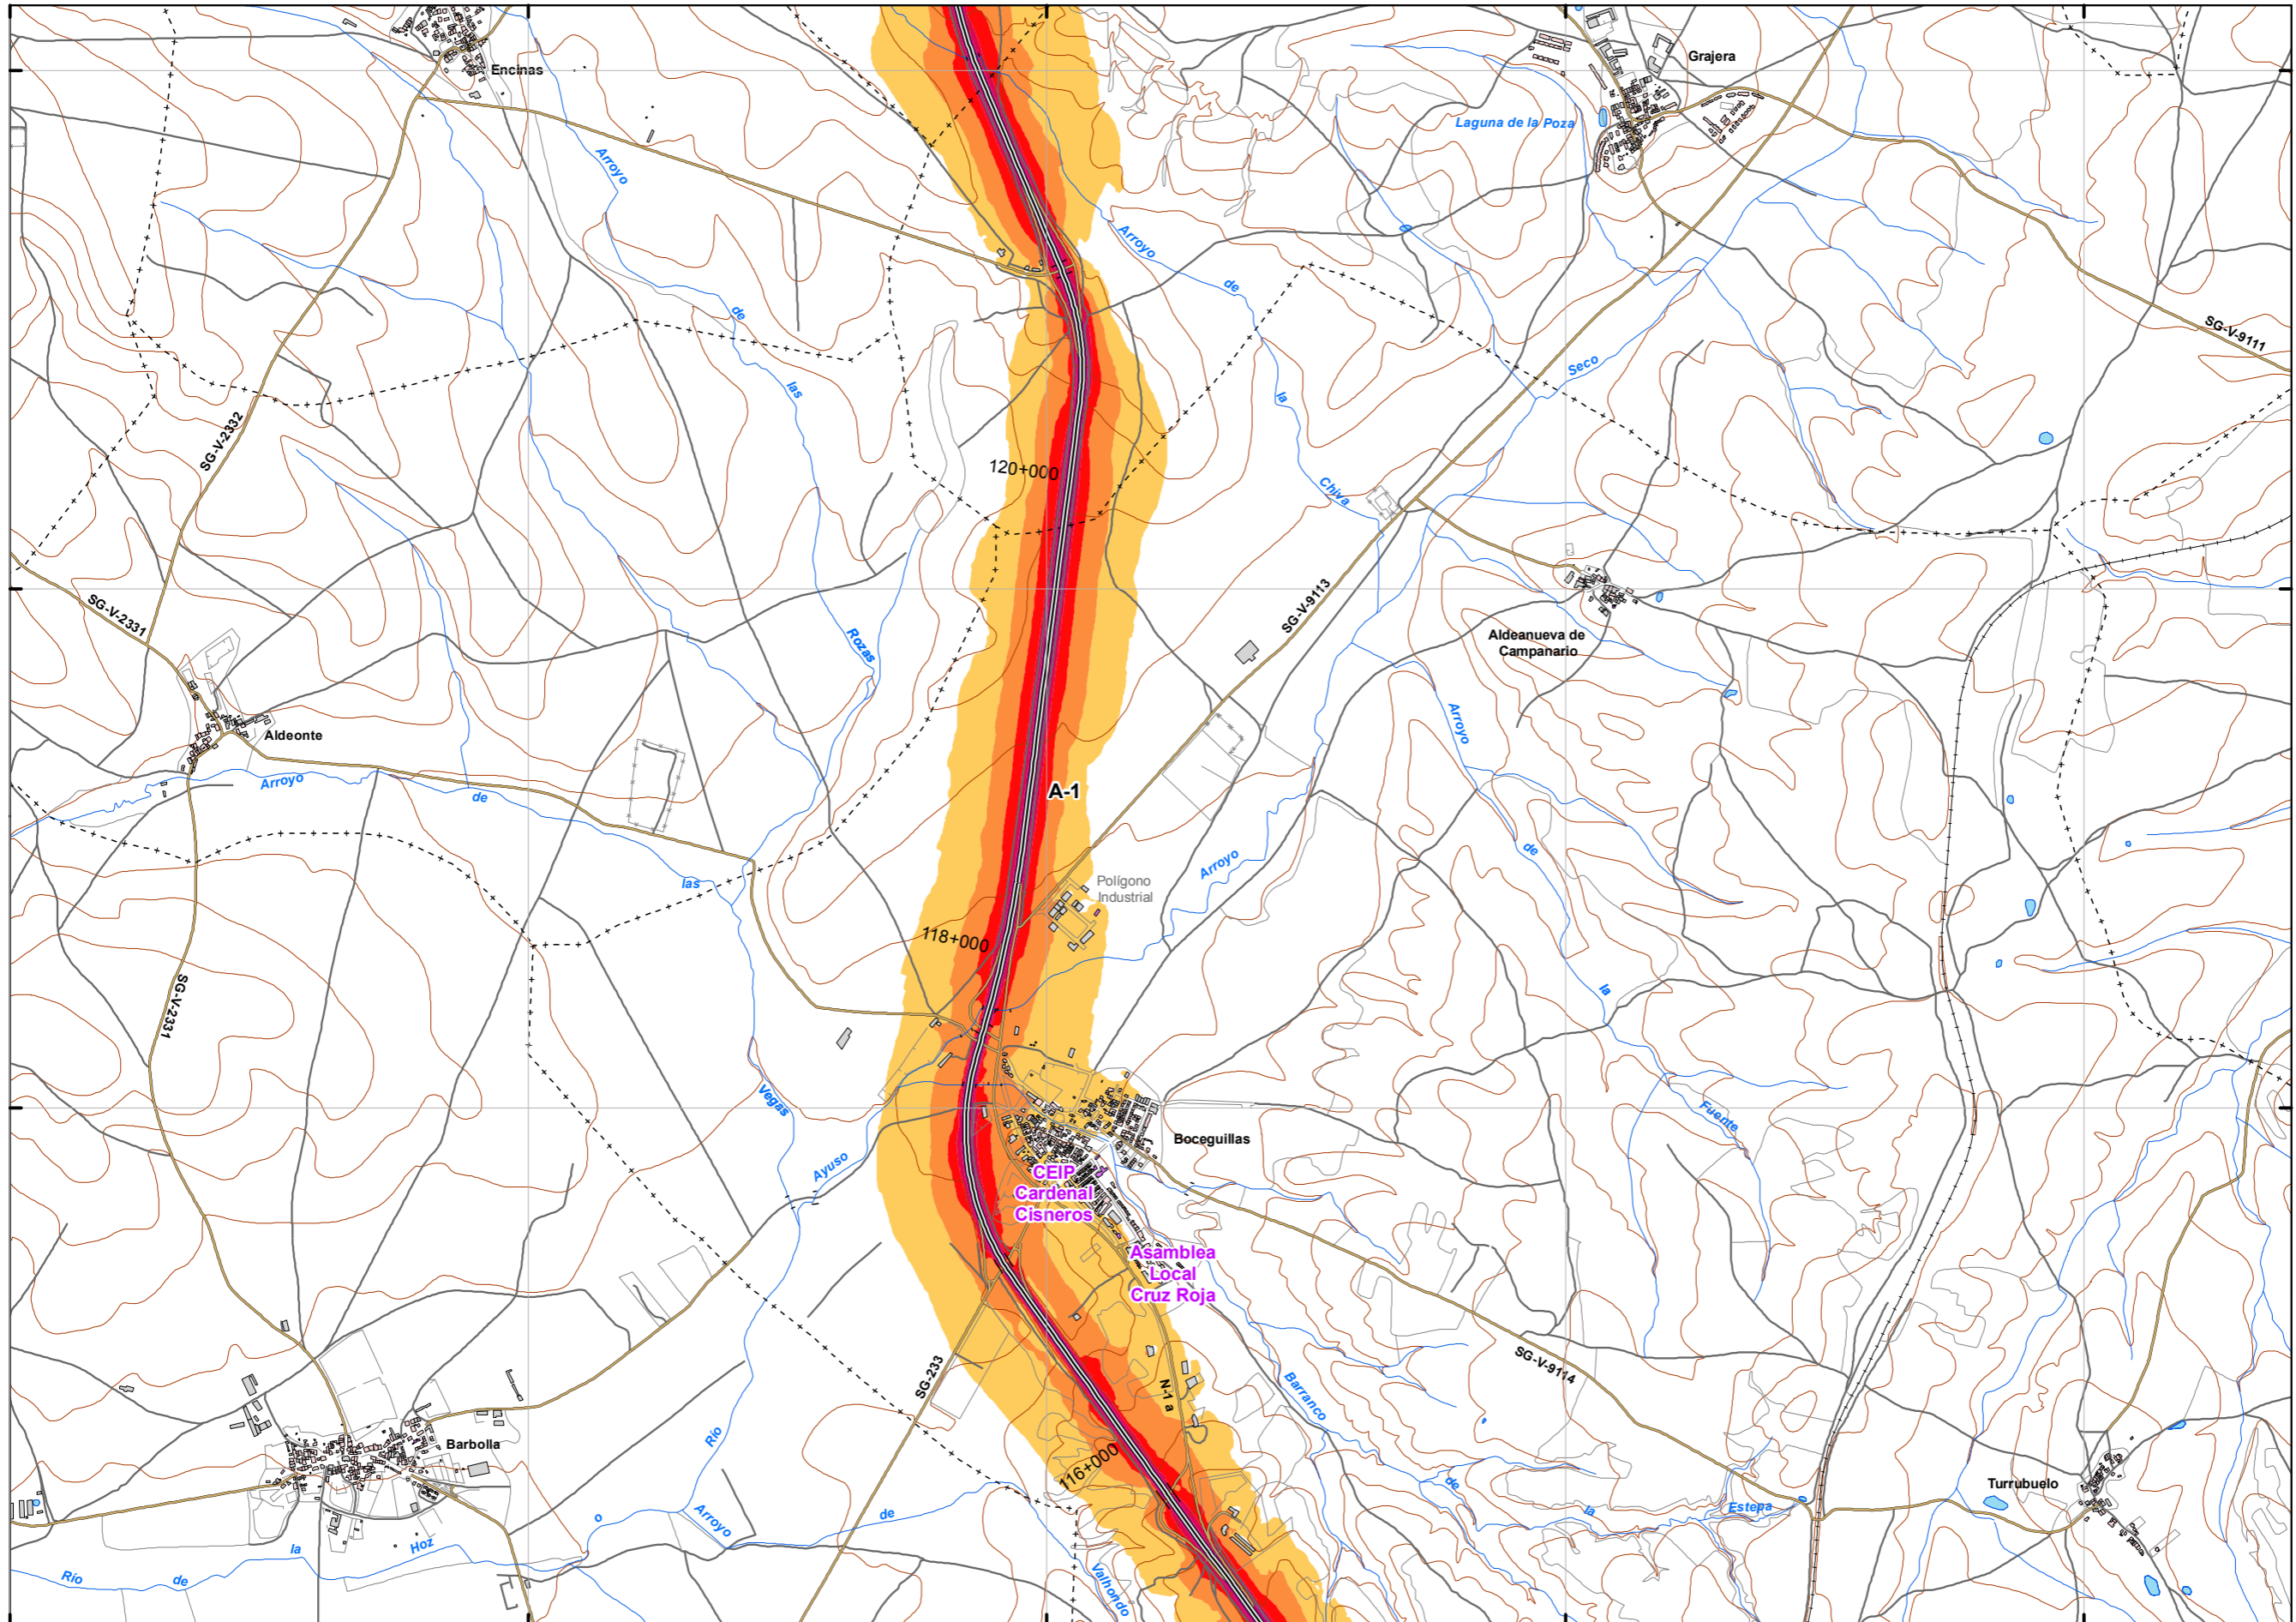 Encinas
Grajera
Laguna de la Poza
Arroyo
Arroyo
de
de
las
la
Seco
SG-V-9111
SG-V-2332
120+000
Chiva
SG-V-9113
SG-V-2331
Rozas
Aldeanueva de
Campanario
Aldeonte
Arroyo
Arroyo
de
A-1
de
Arroyo
las
Polígono
Industrial
118+000
SG-V-2331
la
Vegas
Fuente
Boceguillas
Ayuso
CEIP
Cardenal
Cisneros
Asamblea
Local
Cruz Roja
SG-233
N-1 a
SG-V-9114
Barranco
Barbolla
Río
116+000
de
Turrubuelo
la
Estepa
o
Arroyo
de
la
Hoz
Río
de
Valhondo